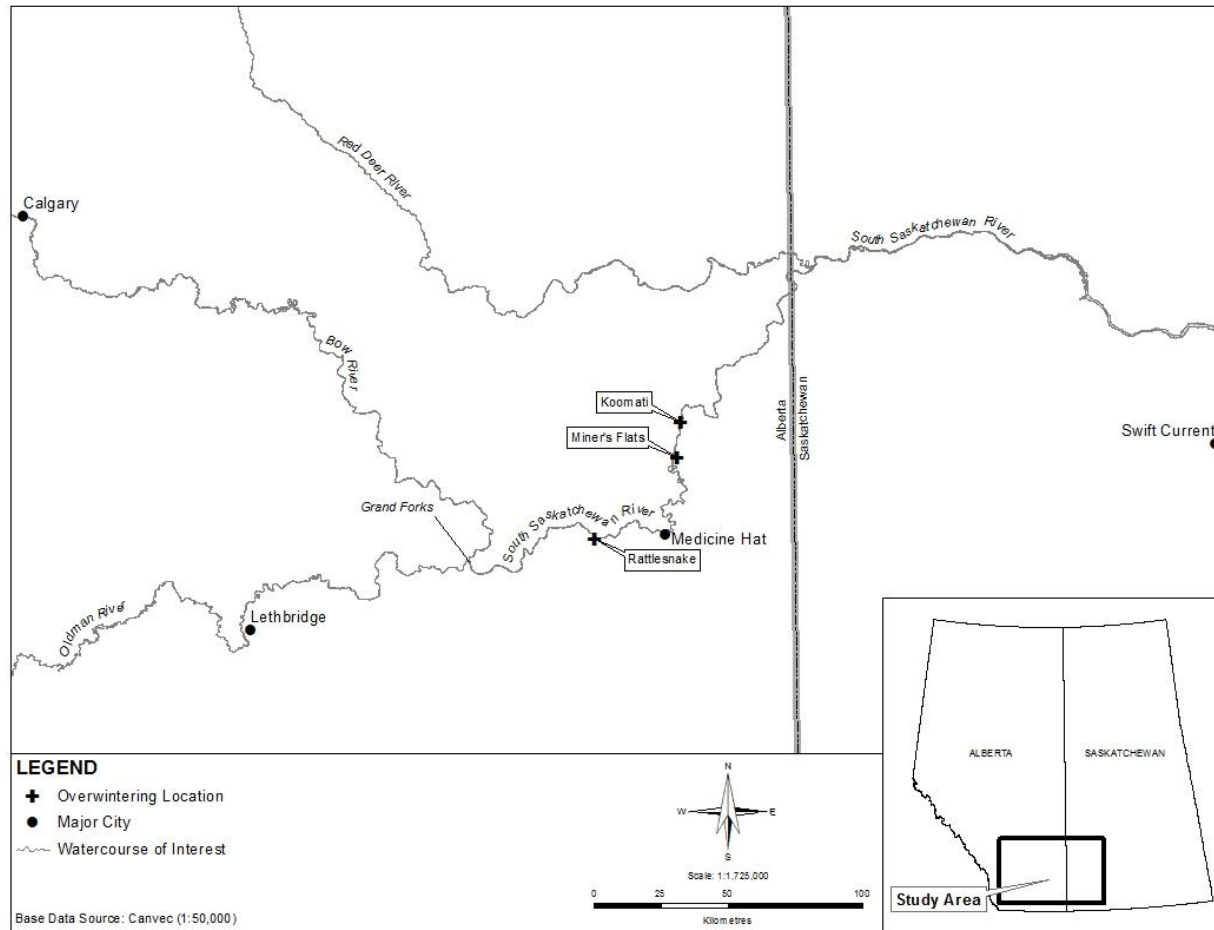 Calgary
Red Deer River
South Saskatchewan River
Bow River
Koomati
Miner's Flats
Alberta
Saskatchewan
Swift Current
Grand Forks
South Saskatchewan River
Medicine Hat
Rattlesnake
Oldman River
Lethbridge
LEGEND
Overwintering Location
Major City
Watercourse of Interest
Base Data Source: Canvec (1:50,000)
N
W E
S
Scale: 1:1,725,000
0 25 50 100
Kilometres
ALBERTA SASKATCHEWAN
Study Area